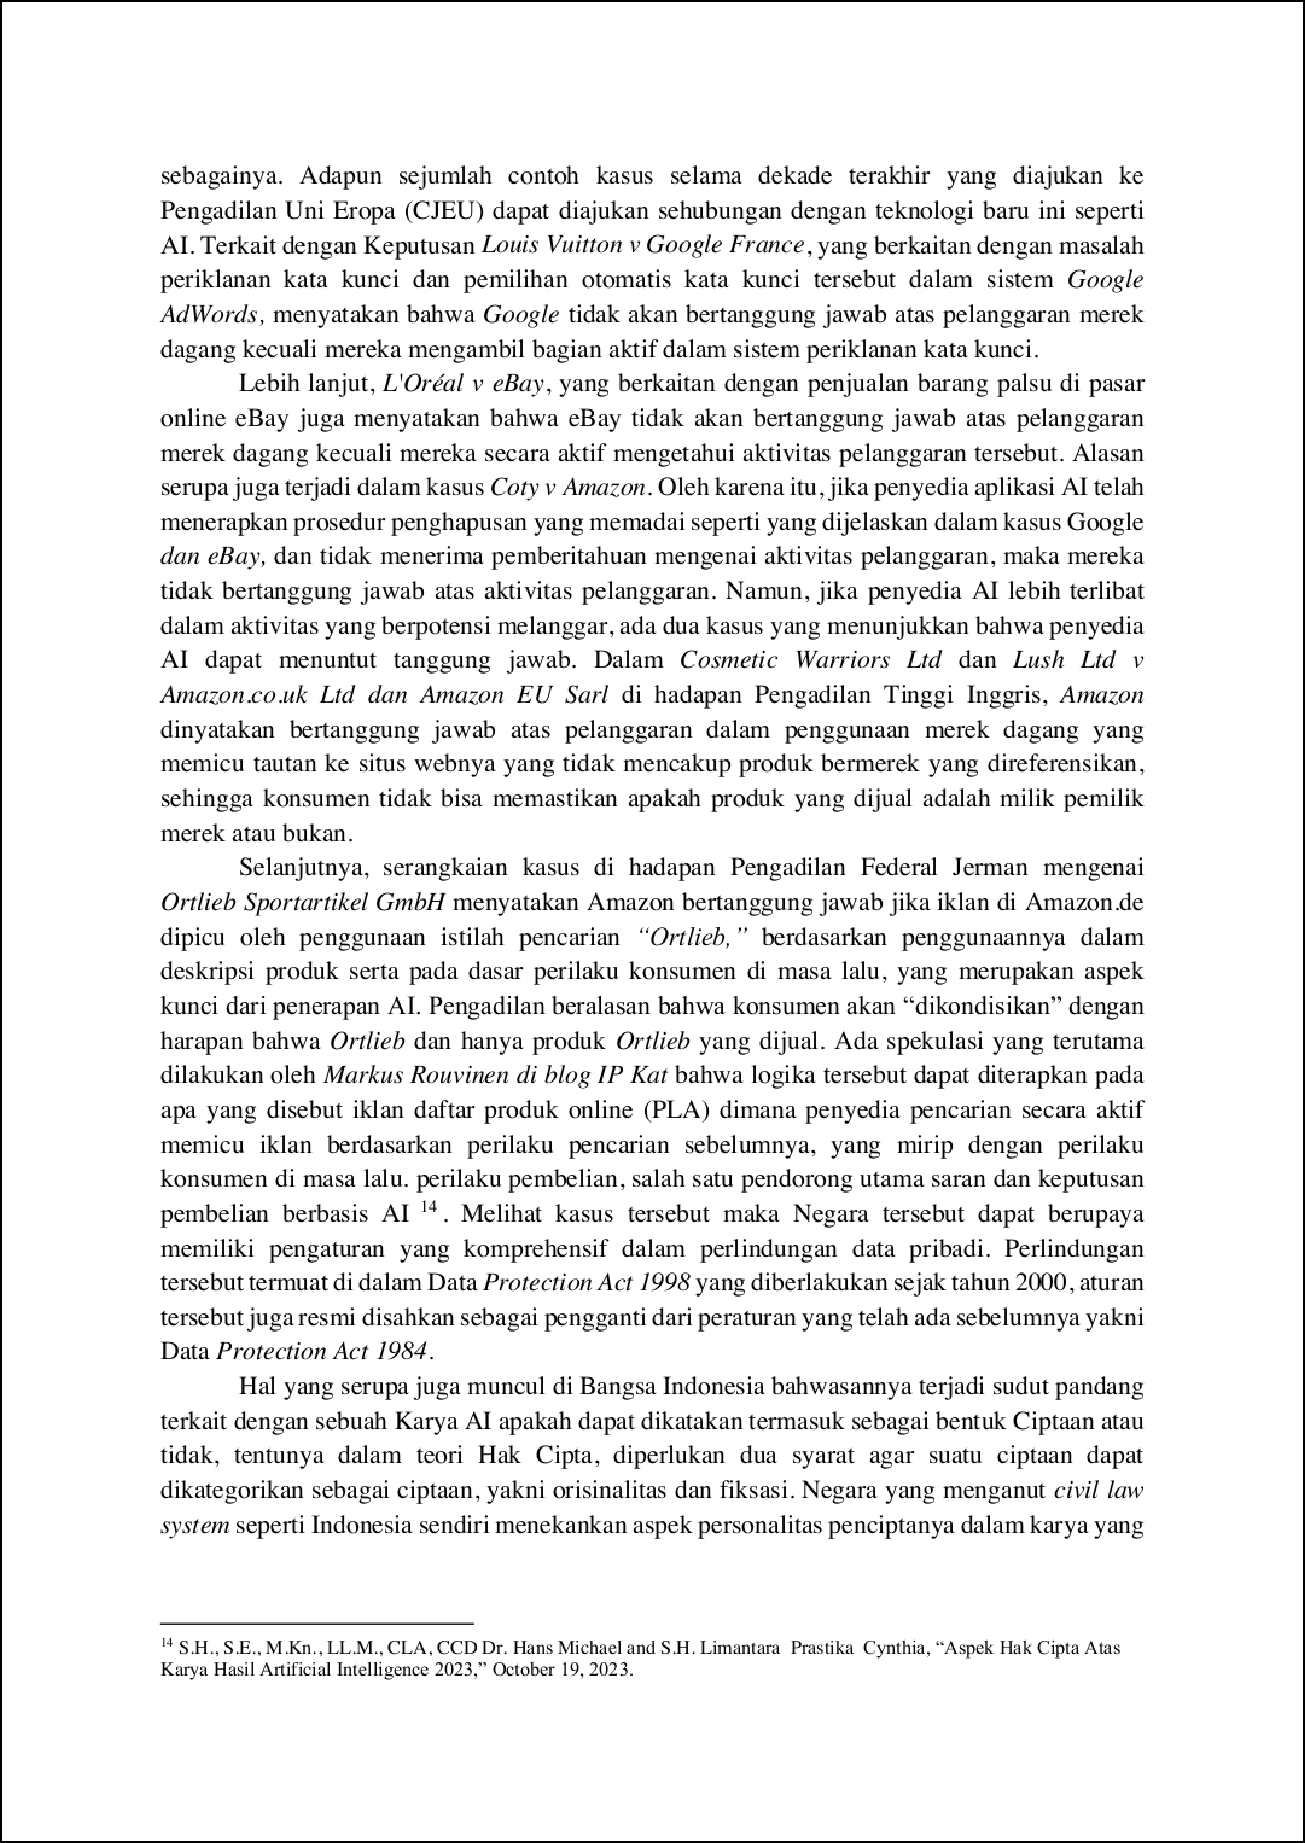 sebagainya. Adapun sejumlah contoh kasus selama dekade terakhir yang diajukan ke
Pengadilan Uni Eropa (CJEU) dapat diajukan sehubungan dengan teknologi baru ini seperti
AI. Terkait dengan Keputusan Louis Vuitton v Google France, yang berkaitan dengan masalah
periklanan kata kunci dan pemilihan otomatis kata kunci tersebut dalam sistem Google
AdWords, menyatakan bahwa Google tidak akan bertanggung jawab atas pelanggaran merek
dagang kecuali mereka mengambil bagian aktif dalam sistem periklanan kata kunci.
Lebih lanjut, L'Oréal v eBay, yang berkaitan dengan penjualan barang palsu di pasar
online eBay juga menyatakan bahwa eBay tidak akan bertanggung jawab atas pelanggaran
merek dagang kecuali mereka secara aktif mengetahui aktivitas pelanggaran tersebut. Alasan
serupa juga terjadi dalam kasus Coty v Amazon. Oleh karena itu, jika penyedia aplikasi AI telah
menerapkan prosedur penghapusan yang memadai seperti yang dijelaskan dalam kasus Google
dan eBay, dan tidak menerima pemberitahuan mengenai aktivitas pelanggaran, maka mereka
tidak bertanggung jawab atas aktivitas pelanggaran. Namun, jika penyedia AI lebih terlibat
dalam aktivitas yang berpotensi melanggar, ada dua kasus yang menunjukkan bahwa penyedia
AI dapat menuntut tanggung jawab. Dalam Cosmetic Warriors Ltd dan Lush Ltd v
Amazon.co.uk Ltd dan Amazon EU Sarl di hadapan Pengadilan Tinggi Inggris, Amazon
dinyatakan bertanggung jawab atas pelanggaran dalam penggunaan merek dagang yang
memicu tautan ke situs webnya yang tidak mencakup produk bermerek yang direferensikan,
sehingga konsumen tidak bisa memastikan apakah produk yang dijual adalah milik pemilik
merek atau bukan.
Selanjutnya, serangkaian kasus di hadapan Pengadilan Federal Jerman mengenai
Ortlieb Sportartikel GmbH menyatakan Amazon bertanggung jawab jika iklan di Amazon.de
dipicu oleh penggunaan istilah pencarian “Ortlieb,” berdasarkan penggunaannya dalam
deskripsi produk serta pada dasar perilaku konsumen di masa lalu, yang merupakan aspek
kunci dari penerapan AI. Pengadilan beralasan bahwa konsumen akan “dikondisikan” dengan
harapan bahwa Ortlieb dan hanya produk Ortlieb yang dijual. Ada spekulasi yang terutama
dilakukan oleh Markus Rouvinen di blog IP Kat bahwa logika tersebut dapat diterapkan pada
apa yang disebut iklan daftar produk online (PLA) dimana penyedia pencarian secara aktif
memicu iklan berdasarkan perilaku pencarian sebelumnya, yang mirip dengan perilaku
konsumen di masa lalu. perilaku pembelian, salah satu pendorong utama saran dan keputusan
pembelian berbasis AI 14 . Melihat kasus tersebut maka Negara tersebut dapat berupaya
memiliki pengaturan yang komprehensif dalam perlindungan data pribadi. Perlindungan
tersebut termuat di dalam Data Protection Act 1998 yang diberlakukan sejak tahun 2000, aturan
tersebut juga resmi disahkan sebagai pengganti dari peraturan yang telah ada sebelumnya yakni
Data Protection Act 1984.
Hal yang serupa juga muncul di Bangsa Indonesia bahwasannya terjadi sudut pandang
terkait dengan sebuah Karya AI apakah dapat dikatakan termasuk sebagai bentuk Ciptaan atau
tidak, tentunya dalam teori Hak Cipta, diperlukan dua syarat agar suatu ciptaan dapat
dikategorikan sebagai ciptaan, yakni orisinalitas dan fiksasi. Negara yang menganut civil law
system seperti Indonesia sendiri menekankan aspek personalitas penciptanya dalam karya yang
14 S.H., S.E., M.Kn., LL.M., CLA, CCD Dr. Hans Michael and S.H. Limantara Prastika Cynthia, “Aspek Hak Cipta Atas
Karya Hasil Artificial Intelligence 2023,” October 19, 2023.